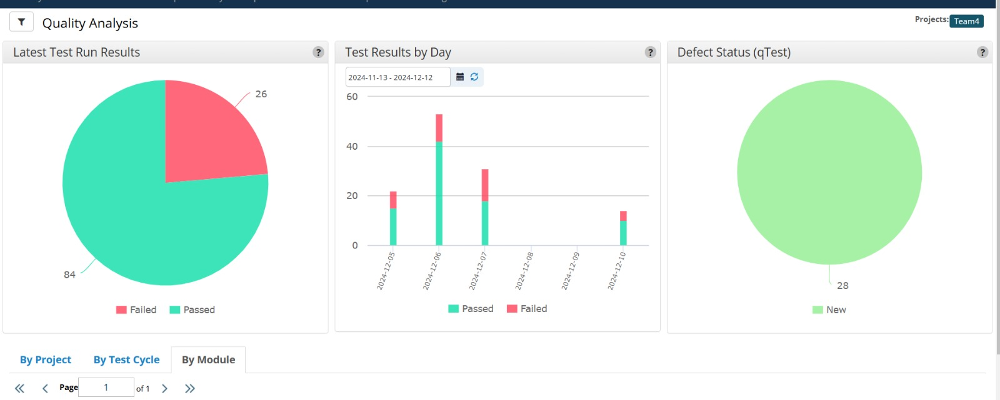 Quality Analysis
Projects: Team4
Latest Test Run Results ?
26
84
Failed Passed
Test Results by Day ?
2024-11-13 - 2024-12-12
60
40
20
0
2024-12-05
2024-12-06
2024-12-07
2024-12-08
2024-12-09
2024-12-10
Passed Failed
Defect Status (qTest) ?
28
New
By Project By Test Cycle By Module
Page 1 of 1